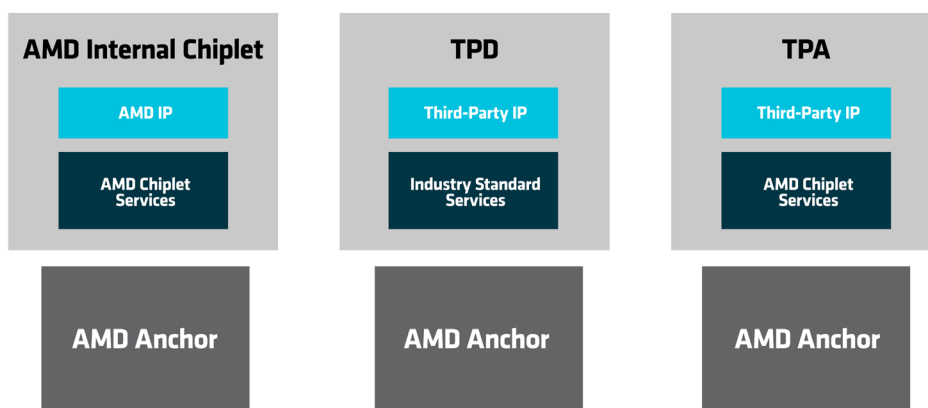 AMD Internal Chiplet
AMD IP
AMD Chiplet
Services
AMD Anchor
TPD
Third-Party IP
Industry Standard
Services
AMD Anchor
TPA
Third-Party IP
AMD Chiplet
Services
AMD Anchor